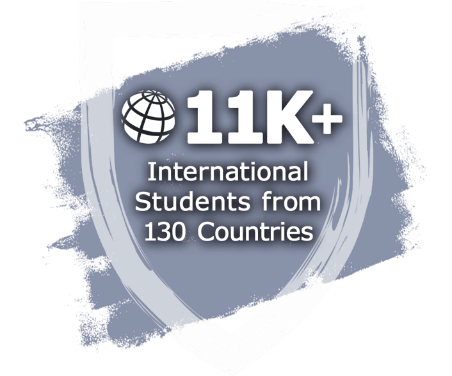 11K+
International
Students from
130 Countries